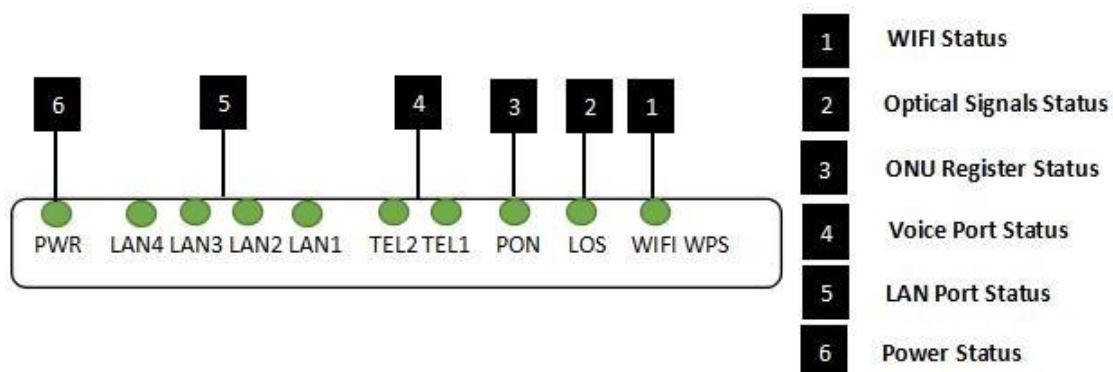 6
5
4
3
2
1
PWR LAN4 LAN3 LAN2 LAN1 TEL2 TEL1 PON LOS WIFI WPS
1 WIFI Status
2 Optical Signals Status
3 ONU Register Status
4 Voice Port Status
5 LAN Port Status
6 Power Status